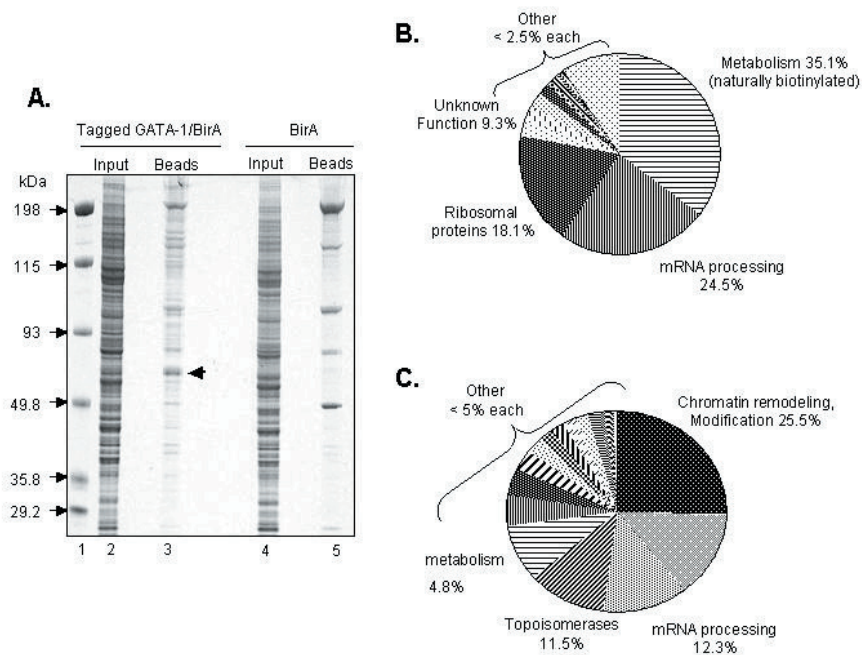 A.
Tagged GATA-1/BirA
BirA
Input
Beads
Input
Beads
kDa
198
115
93
49.8
35.8
29.2
1
2
3
4
5
B.
Other
< 2.5% each
Metabolism 35.1%
(naturally biotinylated)
Unknown
Function 9.3%
Ribosomal
proteins 18.1%
mRNA processing
24.5%
C.
Other
< 5% each
Chromatin remodeling,
Modification 25.5%
metabolism
4.8%
Topoisomerases
11.5%
mRNA processing
12.3%